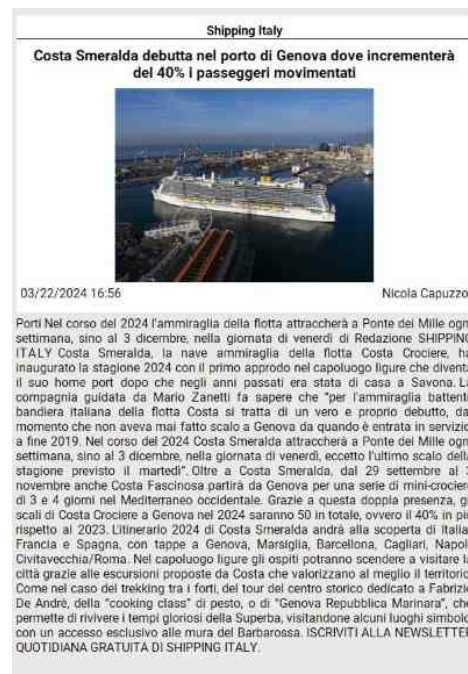 Shipping Italy
Costa Smeralda debutta nel porto di Genova dove incrementerà
del 40% i passeggeri movimentati
03/22/2024 16:56
Nicola Capuzzo
Porti Nel corso del 2024 l'ammiraglia della flotta attraccherà a Ponte dei Mille ogn
settimana, sino al 3 dicembre, nella giornata di venerdì di Redazione SHIPPING
ITALY Costa Smeralda, la nave ammiraglia della flotta Costa Crociere, ha
inaugurato la stagione 2024 con il primo approdo nel capoluogo ligure che diventa
il suo home port dopo che negli anni passati era stata di casa a Savona. La
compagnia guidata da Mario Zanetti fa sapere che "per l'ammiraglia battente
bandiera italiana della flotta Costa si tratta di un vero e proprio debutto, dal
momento che non aveva mai fatto scalo a Genova da quando è entrata in servizio
a fine 2019. Nel corso del 2024 Costa Smeralda attraccherà a Ponte dei Mille ogn
settimana, sino al 3 dicembre, nella giornata di venerdì, eccetto l'ultimo scalo della
stagione previsto il martedì". Oltre a Costa Smeralda, dal 29 settembre al 3
novembre anche Costa Fascinosa partirà da Genova per una serie di mini-crociere
di 3 e 4 giorni nel Mediterraneo occidentale. Grazie a questa doppia presenza, gl
scali di Costa Crociere a Genova nel 2024 saranno 50 in totale, ovvero il 40% in più
rispetto al 2023. L'itinerario 2024 di Costa Smeralda andrà alla scoperta di Italia,
Francia e Spagna, con tappe a Genova, Marsiglia, Barcellona, Cagliari, Napoli
Civitavecchia/Roma. Nel capoluogo ligure gli ospiti potranno scendere a visitare la
città grazie alle escursioni proposte da Costa che valorizzano al meglio il territorio
Come nel caso del trekking tra i forti, del tour del centro storico dedicato a Fabrizio
De Andrè, della "cooking class" di pesto, o di "Genova Repubblica Marinara", che
permette di rivivere i tempi gloriosi della Superba, visitandone alcuni luoghi simbolo
con un accesso esclusivo alle mura del Barbarossa. ISCRIVITI ALLA NEWSLETTER
QUOTIDIANA GRATUITA DI SHIPPING ITALY.